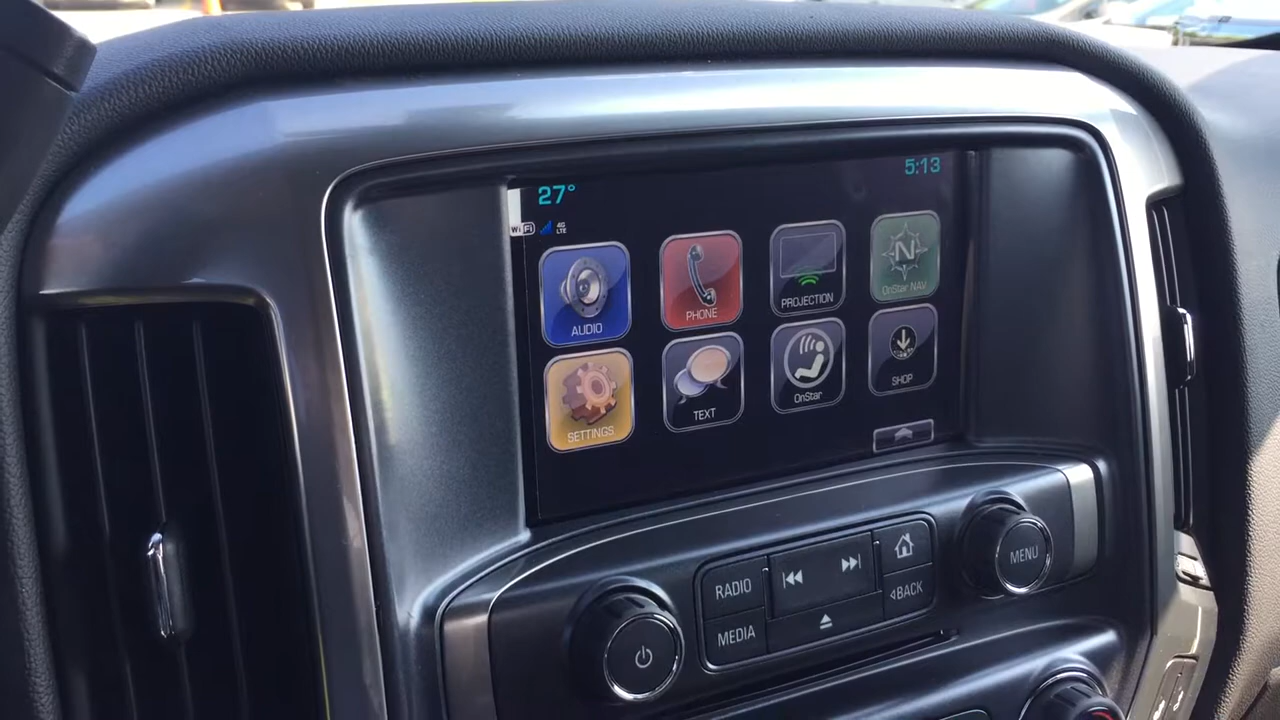 27°
5:13
WiFi
4G
LTE
AUDIO
PHONE
PROJECTION
N
OnStar NAV
SETTINGS
TEXT
OnStar
SHOP
RADIO
MEDIA
BACK
MENU